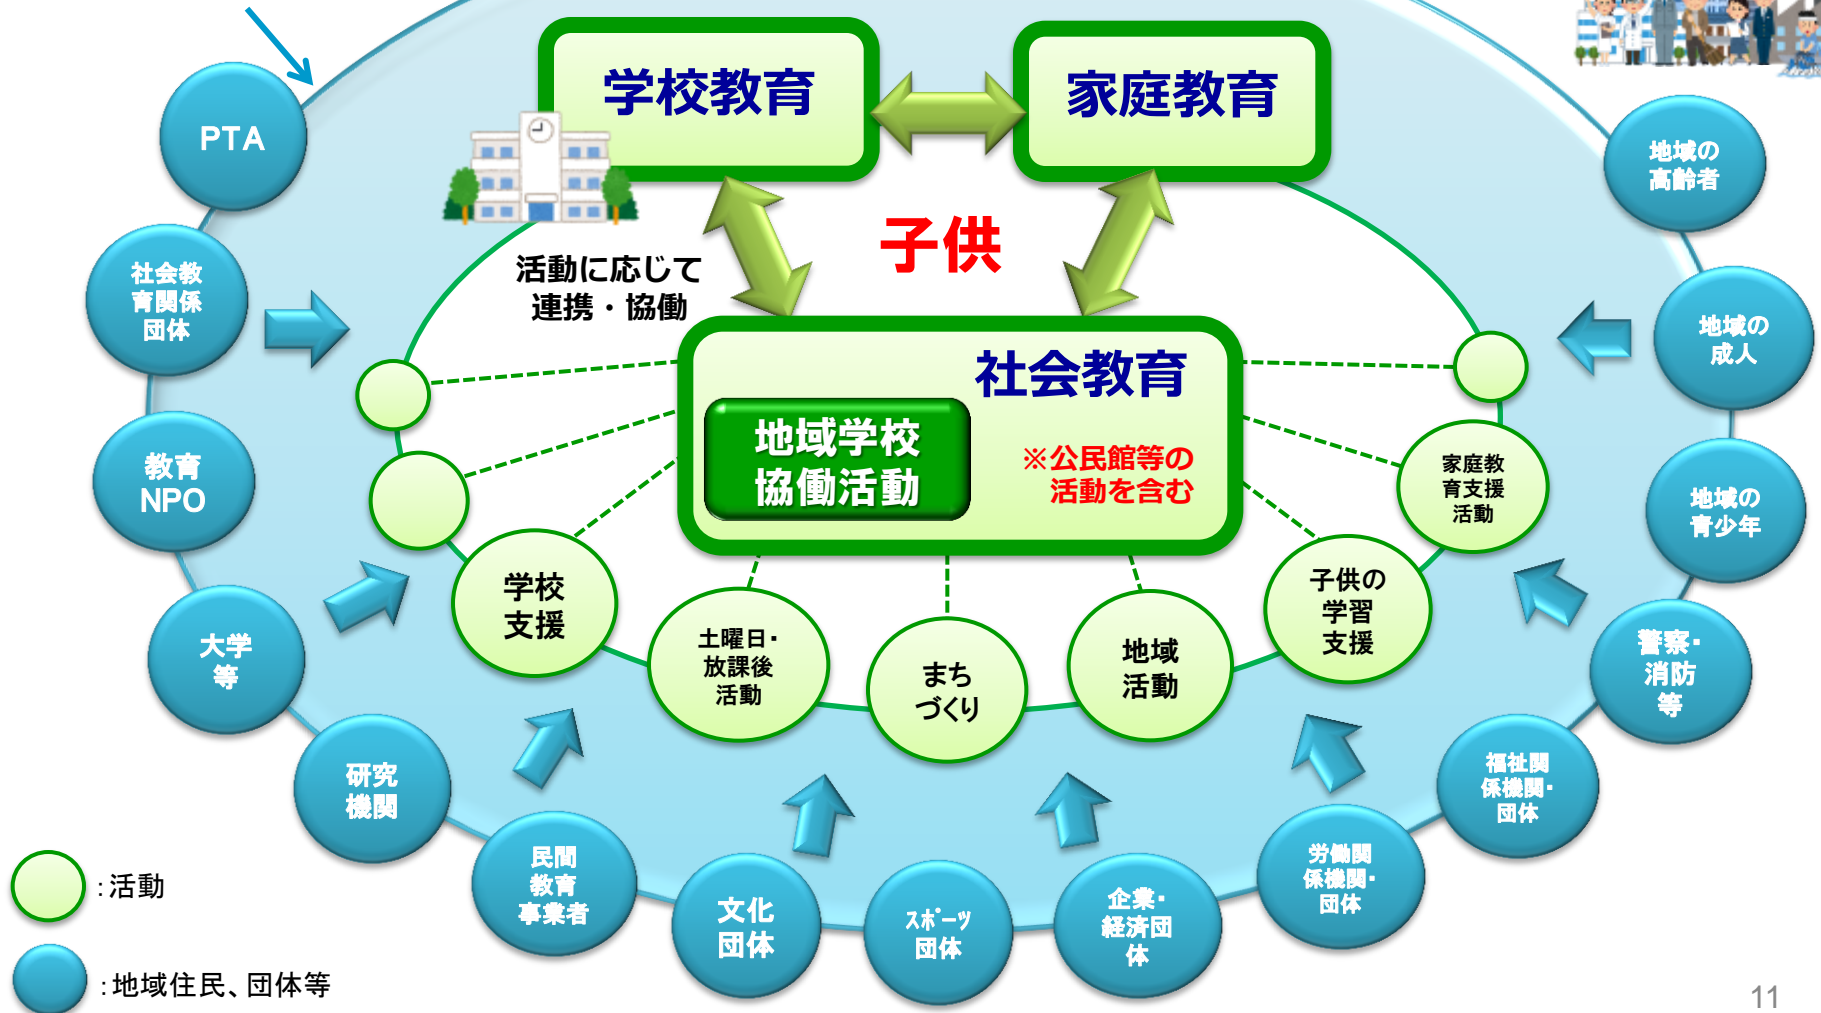 学校教育
家庭教育
子供
活動に応じて
連携・協働
社会教育
地域学校
協働活動
※公民館等の
活動を含む
PTA
社会教
育関係
団体
教育
NPO
大学
等
研究
機関
民間
教育
事業者
文化
団体
スポーツ
団体
企業・
経済団
体
労働関
係機関・
団体
福祉関
係機関・
団体
警察・
消防
等
地域の
青少年
地域の
成人
地域の
高齢者
学校
支援
土曜日・
放課後
活動
まち
づくり
地域
活動
子供の
学習
支援
家庭教
育支援
活動
：活動
：地域住民、団体等
11